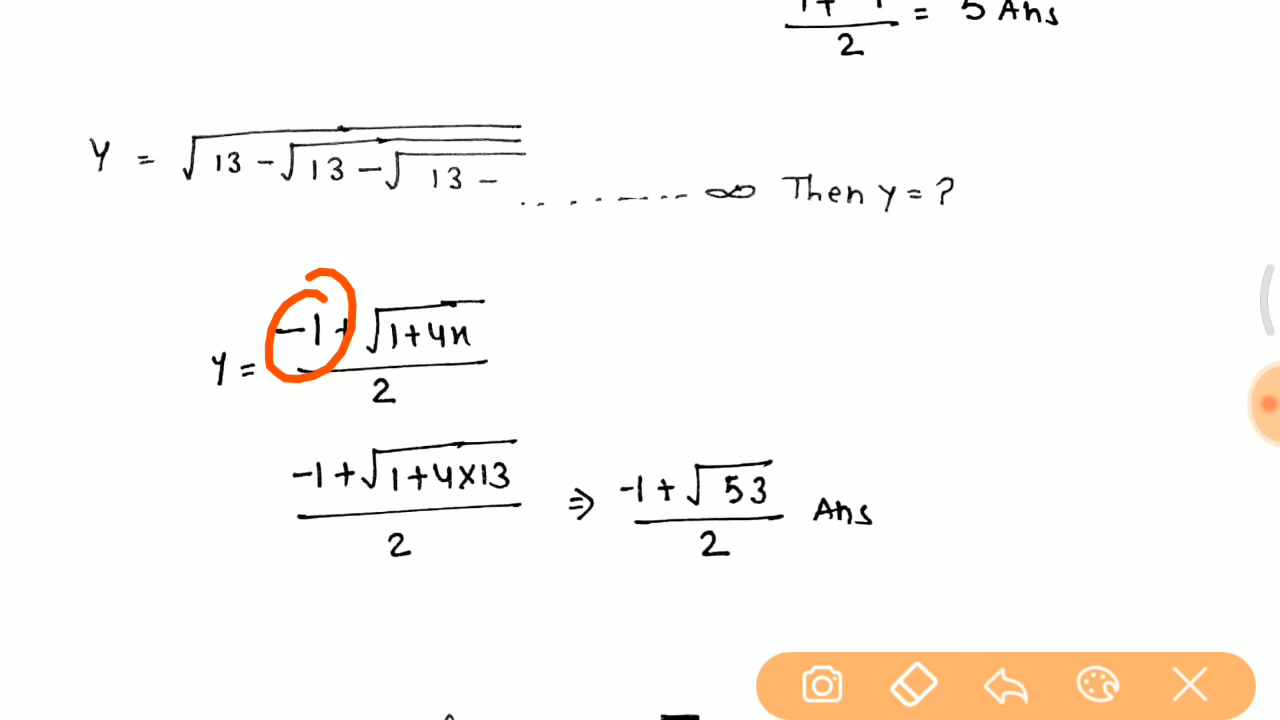 2 = 5 Ans
Y = √13 - √13 - √13 - ........ ∞ Then y = ?
Y = -1 + √1+4n / 2
-1 + √1+4×13 / 2 ⇒ -1 + √53 / 2 Ans